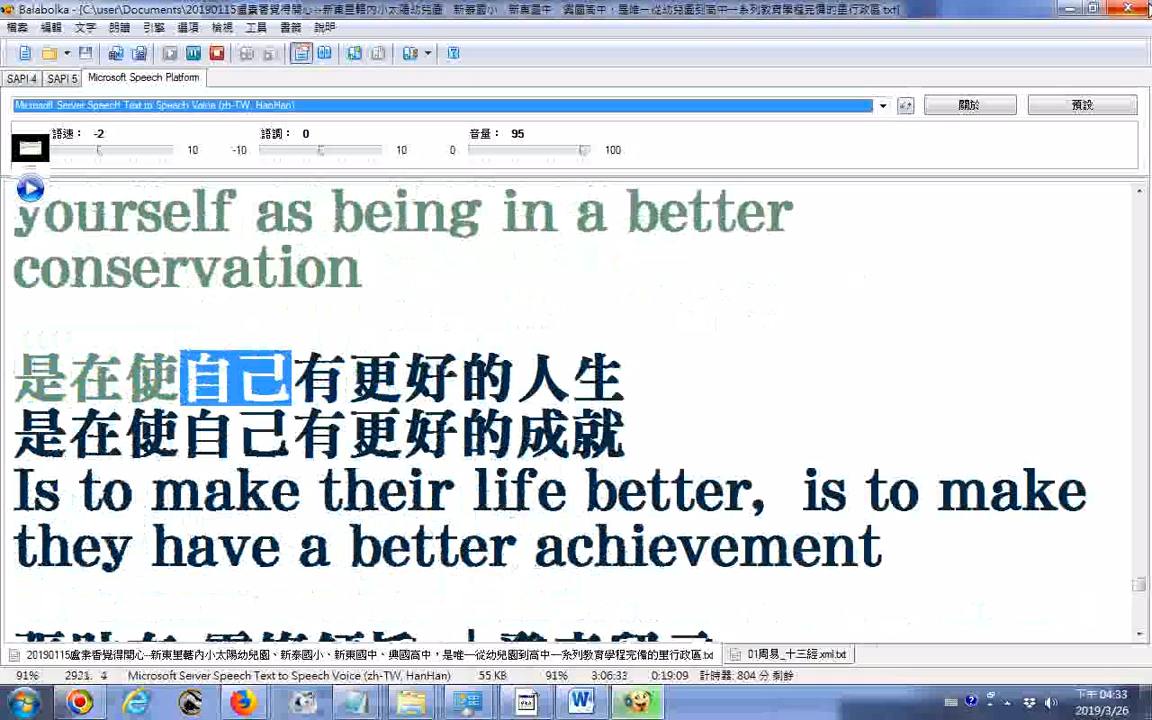 Balabolka - [C:\user\Documents\20190115盧業香覺得開心--新東里轄內小太陽幼兒園、新泰國小、新東國中、興國高中，是唯一從幼兒園到高中一系列教育學程完備的里行政區.txt]
檔案 編輯 文字 朗讀 引擎 選項 檢視 工具 書籤 說明
SAPI 4 SAPI 5 Microsoft Speech Platform
Microsoft Server Speech Text to Speech Voice (zh-TW, HanHan)
關於 預設
語速： -2 語調： 0 音量： 95
10 -10 10 0 100
yourself as being in a better
conservation
是在使自己有更好的人生
是在使自己有更好的成就
Is to make their life better, is to make
they have a better achievement
20190115盧業香覺得開心--新東里轄內小太陽幼兒園、新泰國小、新東國中、興國高中，是唯一從幼兒園到高中一系列教育學程完備的里行政區.txt 01周易_十三經.xml.txt
91% 2921: 4 Microsoft Server Speech Text to Speech Voice (zh-TW, HanHan) 55 KB 91% 3:06:33 0:19:09 計時器: 804 分 剩餘
下午 04:33
2019/3/26